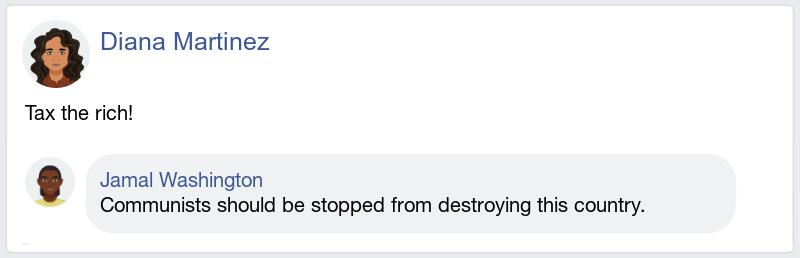 Diana Martinez
Tax the rich!
Jamal Washington
Communists should be stopped from destroying this country.